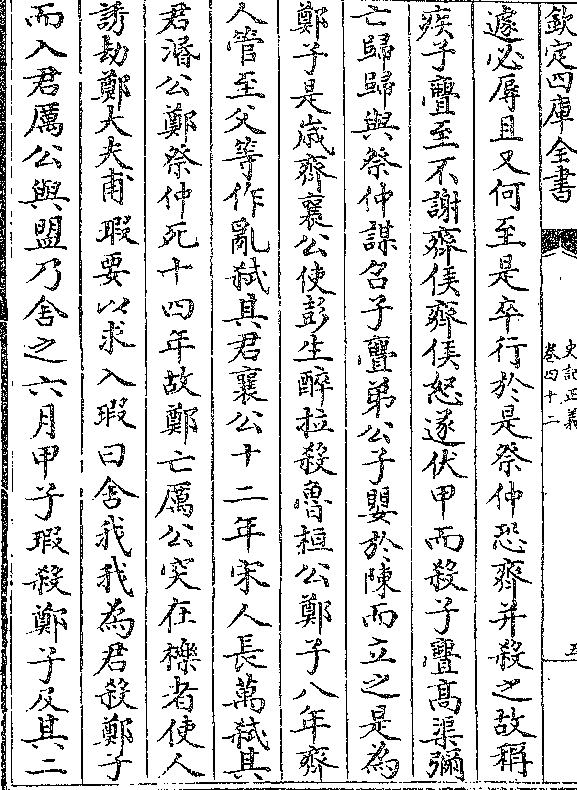 欽定四庫全書
史記正義
卷四十二
五
遽必辱且又何至是卒行於是祭仲恐齊并殺之故稱
疾子亹至不謝齊侯齊侯怒遂伏甲而殺子亹髙渠彌
亡歸歸與祭仲謀召子亹弟公子嬰於陳而立之是為
鄭子是歲齊襄公使彭生醉拉殺魯桓公鄭子八年齊
人管至父等作亂弑其君襄公十二年宋人長萬弑其
君湣公鄭祭仲死十四年故鄭亡厲公突在櫟者使人
誘劫鄭大夫甫瑕要以求入瑕曰舍我我為君殺鄭子
而入君厲公與盟乃舍之六月甲子瑕殺鄭子及其二